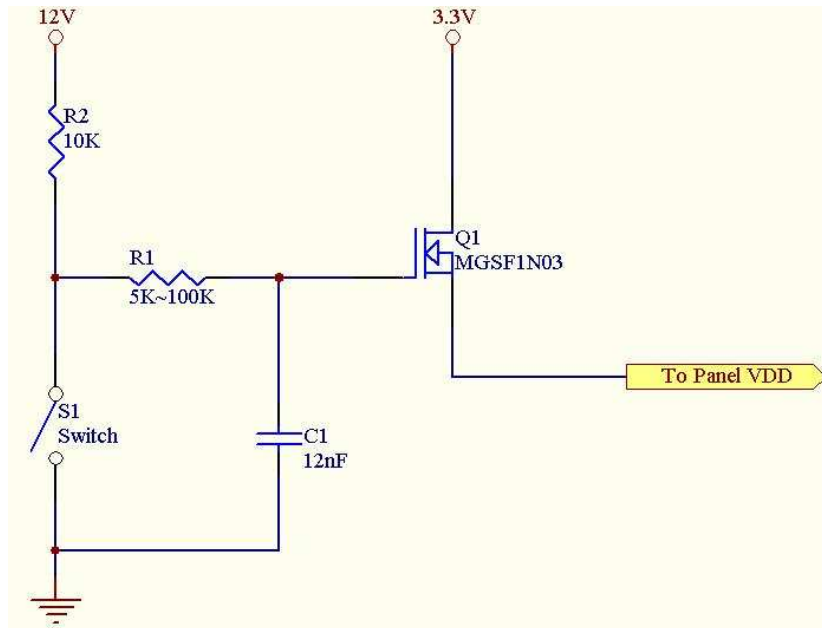 12V
3.3V
R2
10K
R1
5K~100K
Q1
MGSF1N03
To Panel VDD
S1
Switch
C1
12nF